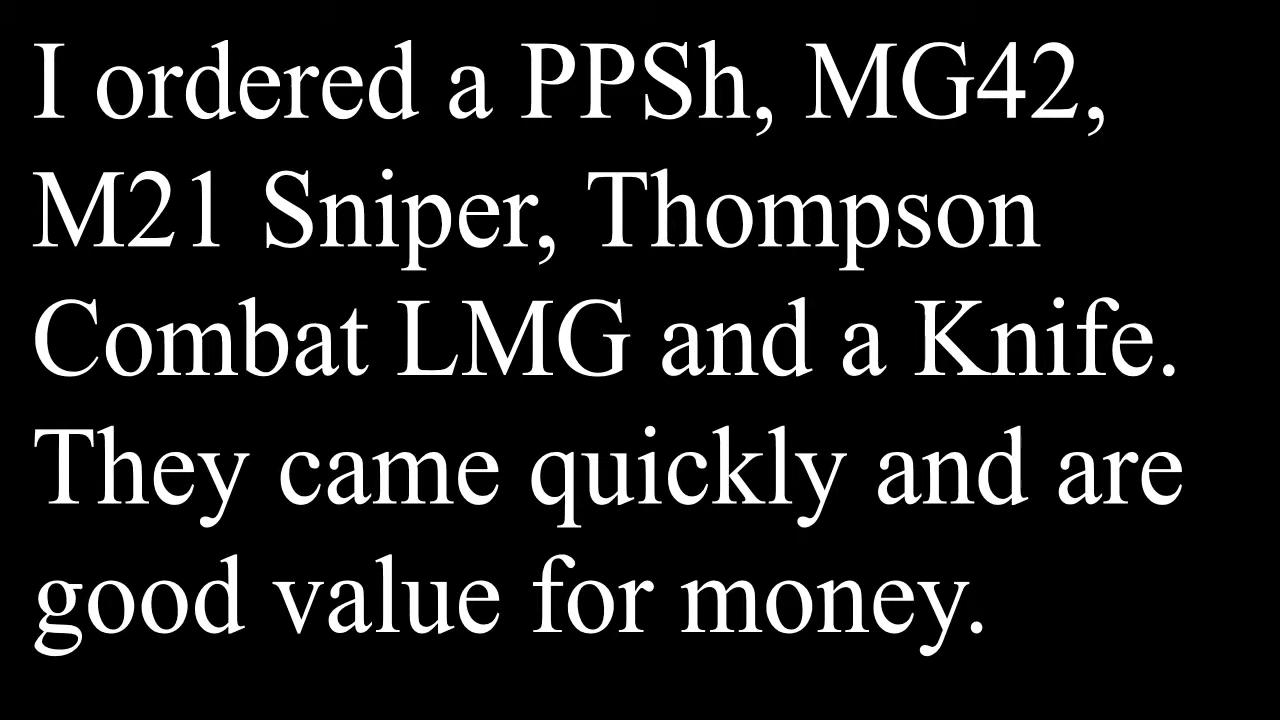 I ordered a PPSh, MG42,
M21 Sniper, Thompson
Combat LMG and a Knife.
They came quickly and are
good value for money.